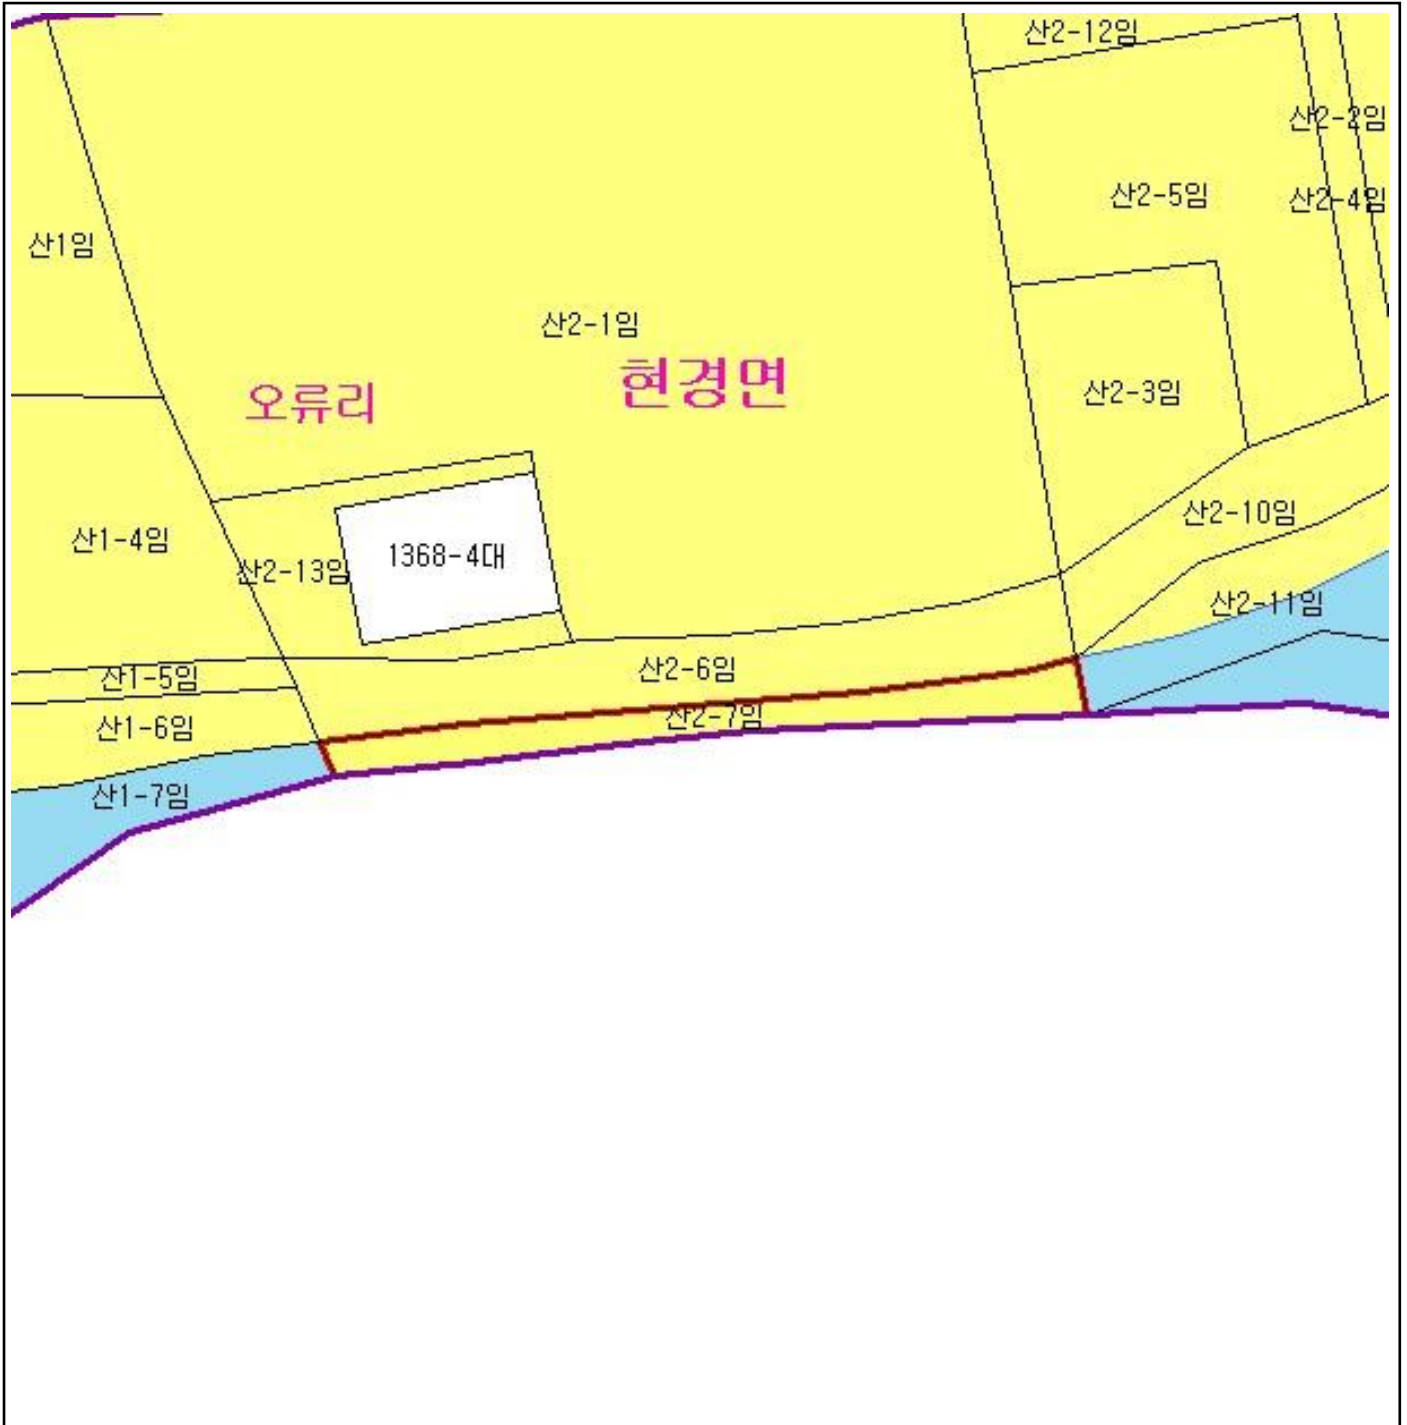 산2-12임
산2-2임
산2-5임
산2-4임
산1임
산2-1임
현경면
오류리
산2-3임
산2-10임
산1-4임
산2-13임
1368-4대
산2-11임
산2-6임
산1-5임
산2-7임
산1-6임
산1-7임